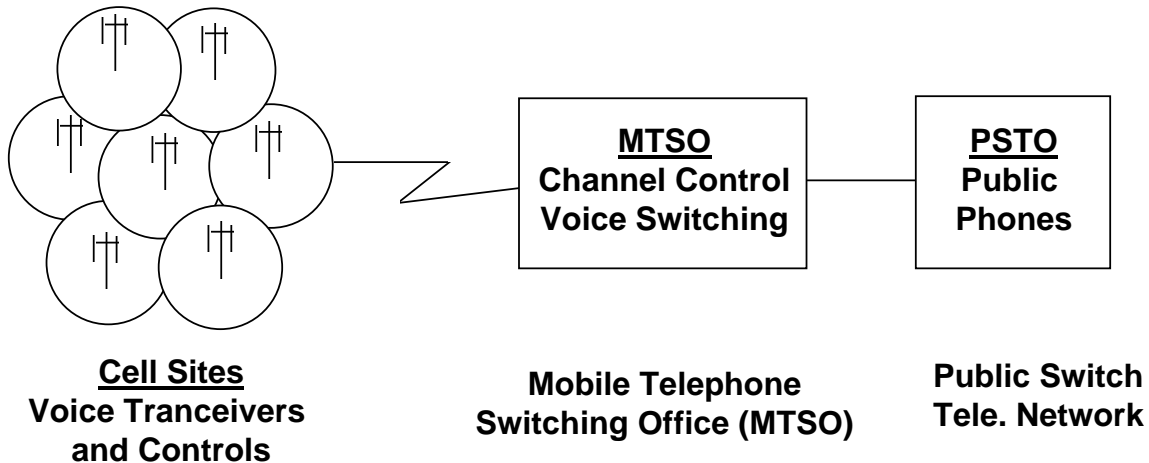 MTSO
Channel Control
Voice Switching
PSTO
Public
Phones
Cell Sites
Voice Tranceivers
and Controls
Mobile Telephone
Switching Office (MTSO)
Public Switch
Tele. Network